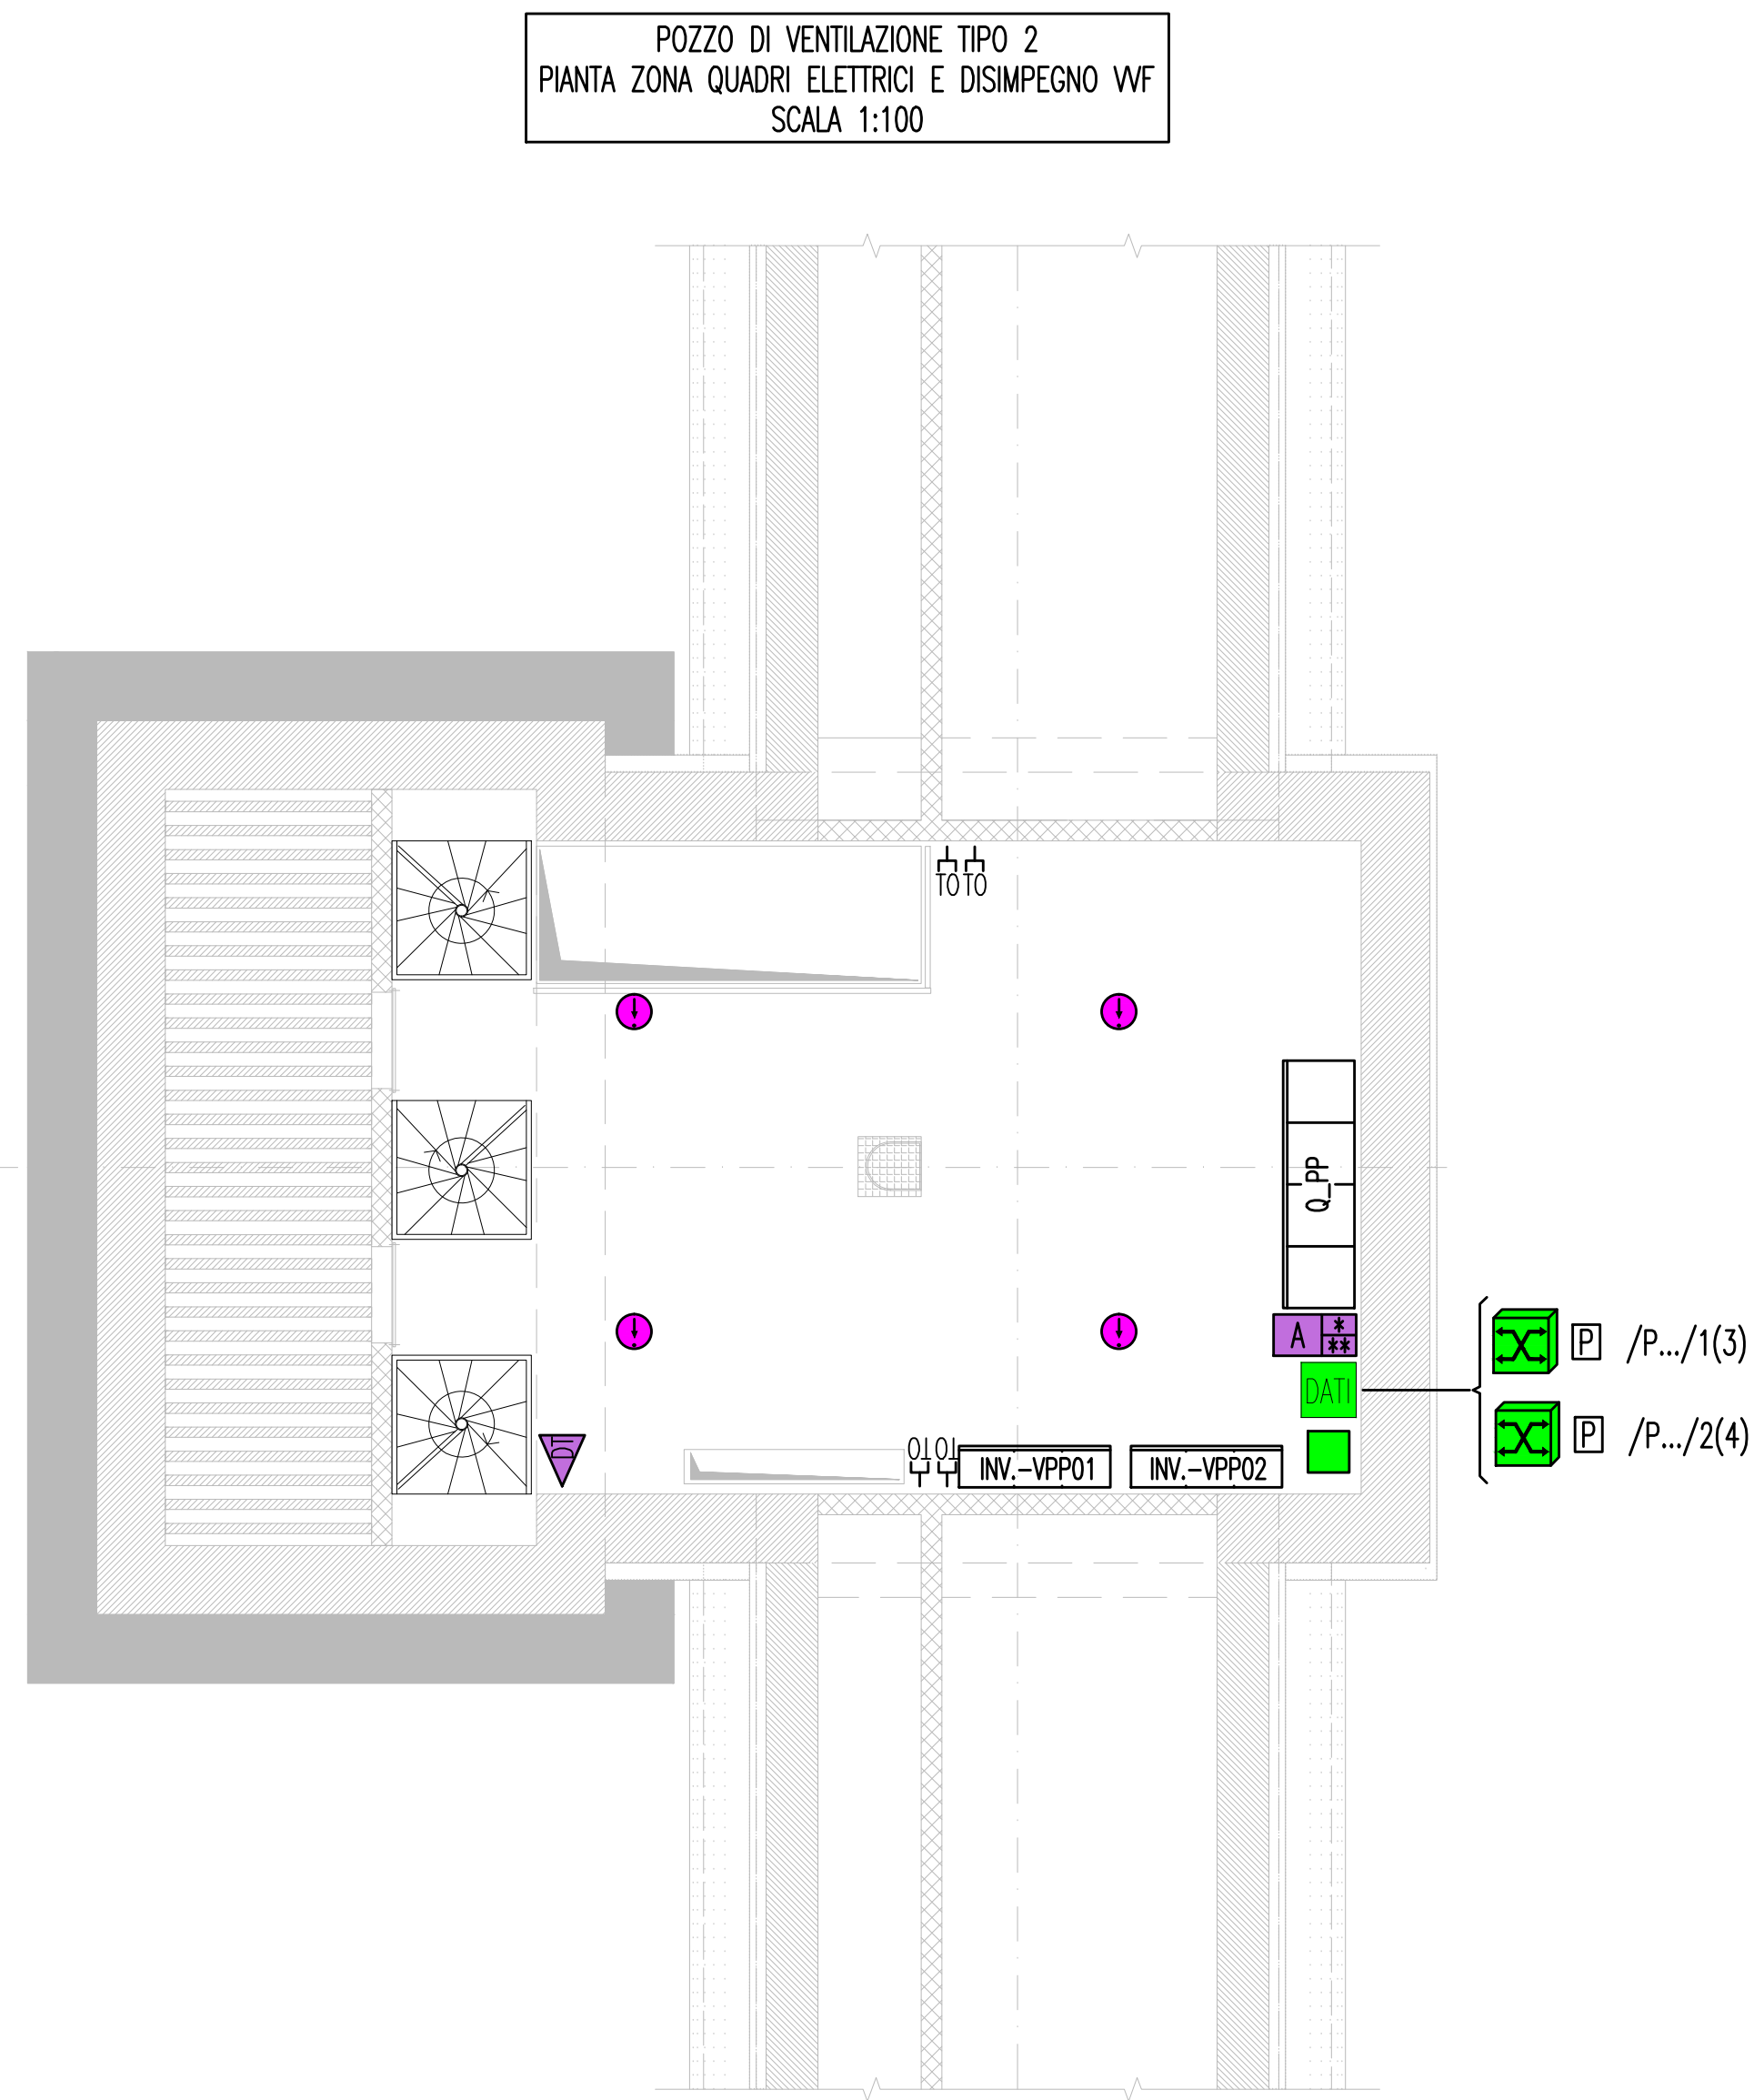 POZZO DI VENTILAZIONE TIPO 2
PIANTA ZONA QUADRI ELETTRICI E DISIMPEGNO VVF
SCALA 1:100
TO TO
Q_PP
A * **
DATI
P /P.../1(3)
P /P.../2(4)
DT
TO TO
INV.-VPP01
INV.-VPP02